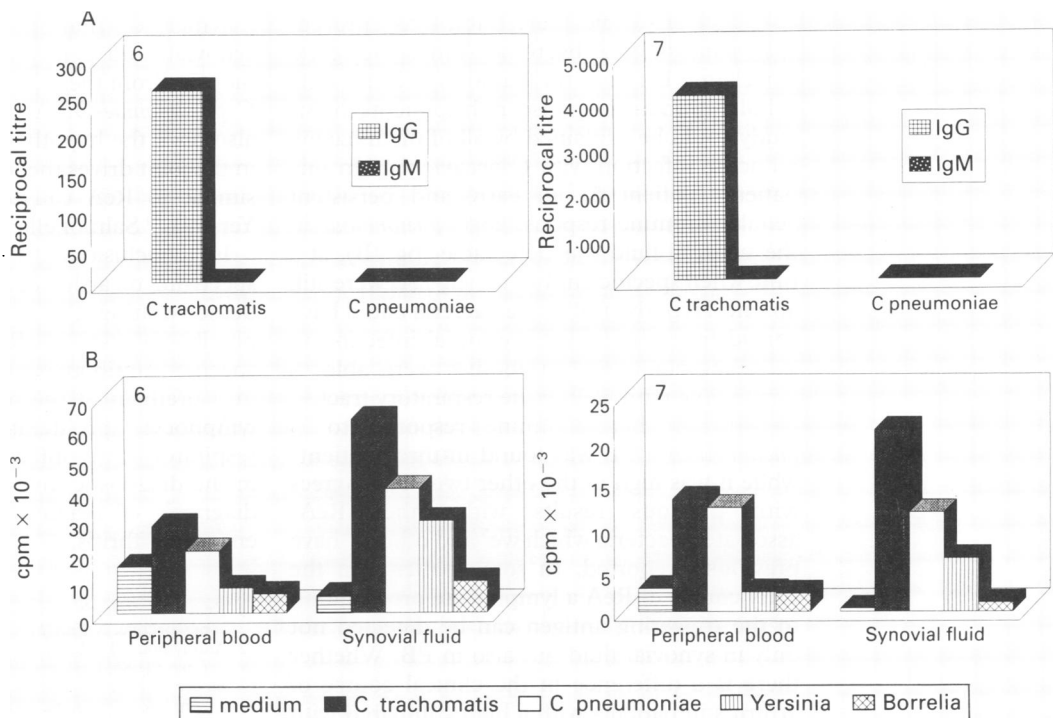 A
6
300
250
200
150
100
50
0
Reciprocal titre
IgG
IgM
C trachomatis C pneumoniae
7
5·000
4·000
3·000
2·000
1·000
0
Reciprocal titre
IgG
IgM
C trachomatis C pneumoniae
B
6
70
60
50
40
30
20
10
0
cpm × 10⁻³
Peripheral blood Synovial fluid
7
25
20
15
10
5
0
cpm × 10⁻³
Peripheral blood Synovial fluid
medium C trachomatis C pneumoniae Yersinia Borrelia